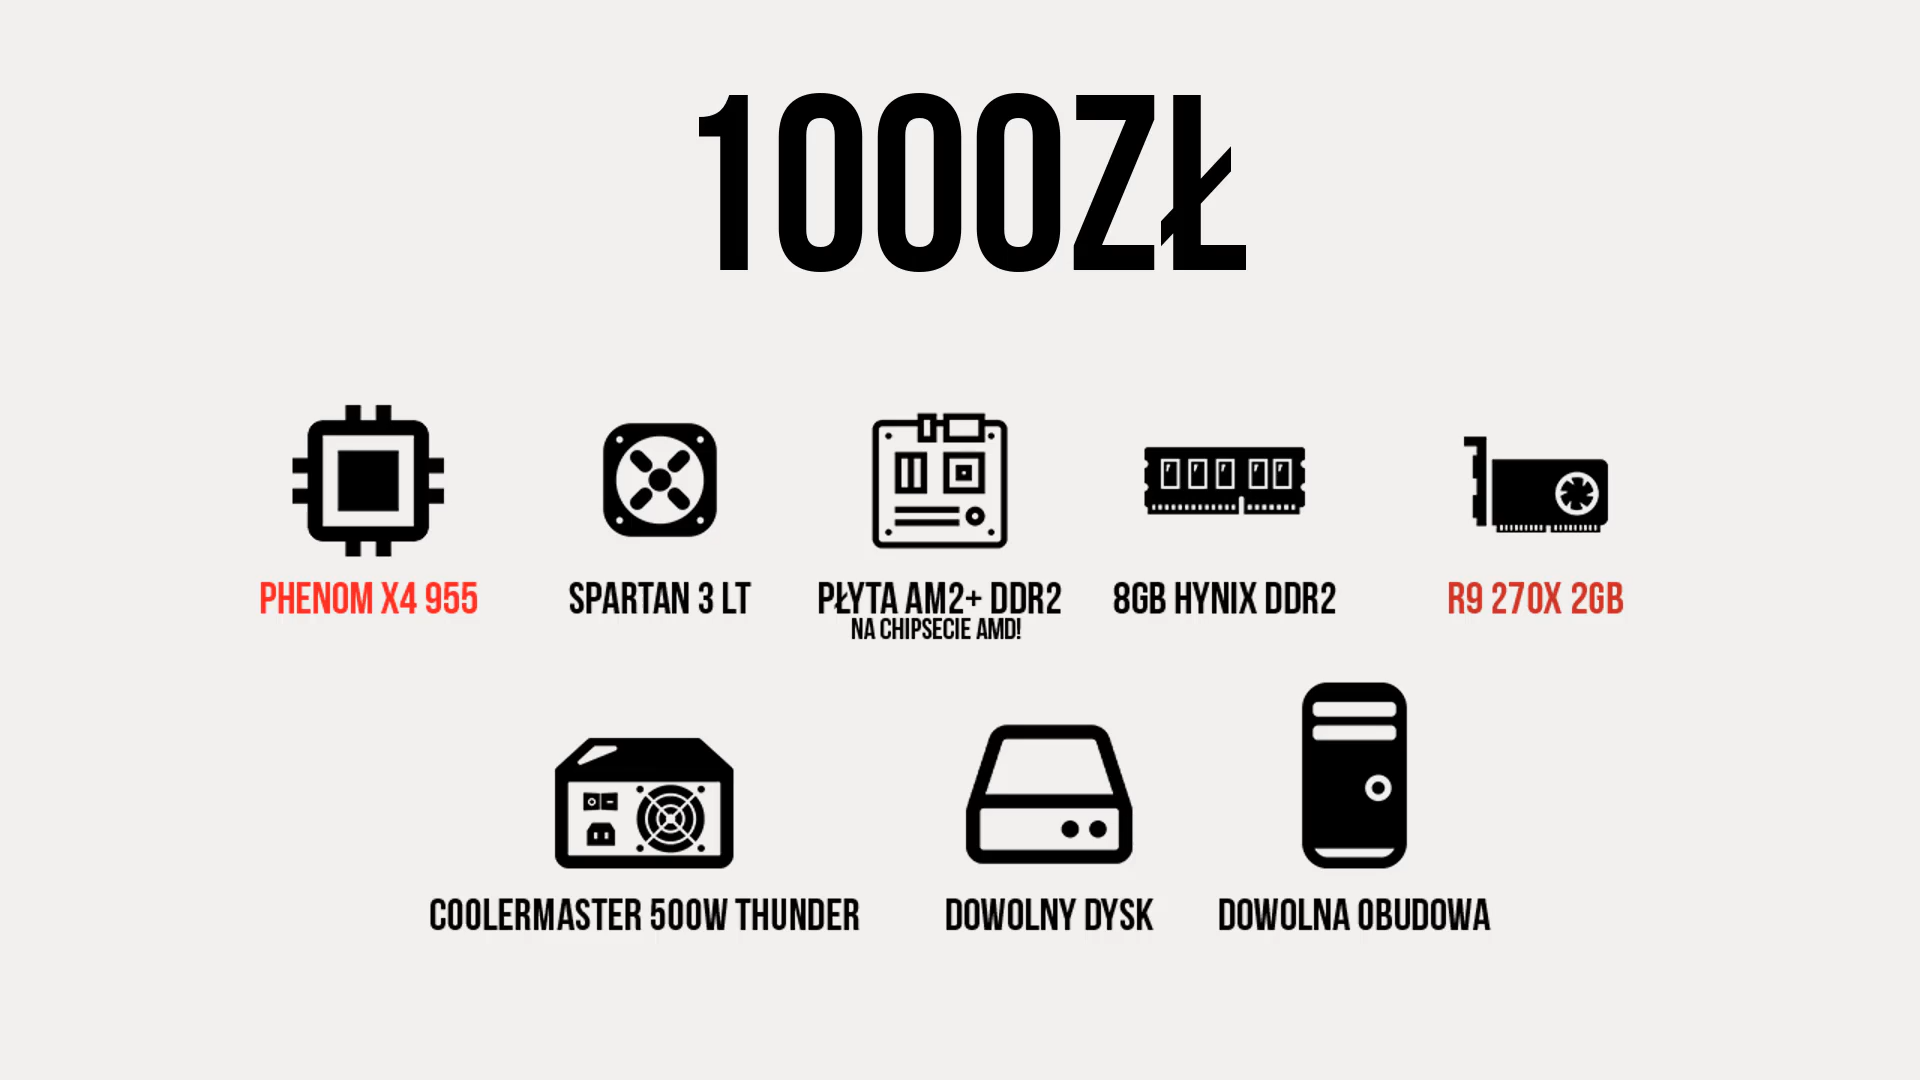 1000ZŁ
PHENOM X4 955
SPARTAN 3 LT
PŁYTA AM2+ DDR2
NA CHIPSECIE AMD!
8GB HYNIX DDR2
R9 270X 2GB
COOLERMASTER 500W THUNDER
DOWOLNY DYSK
DOWOLNA OBUDOWA